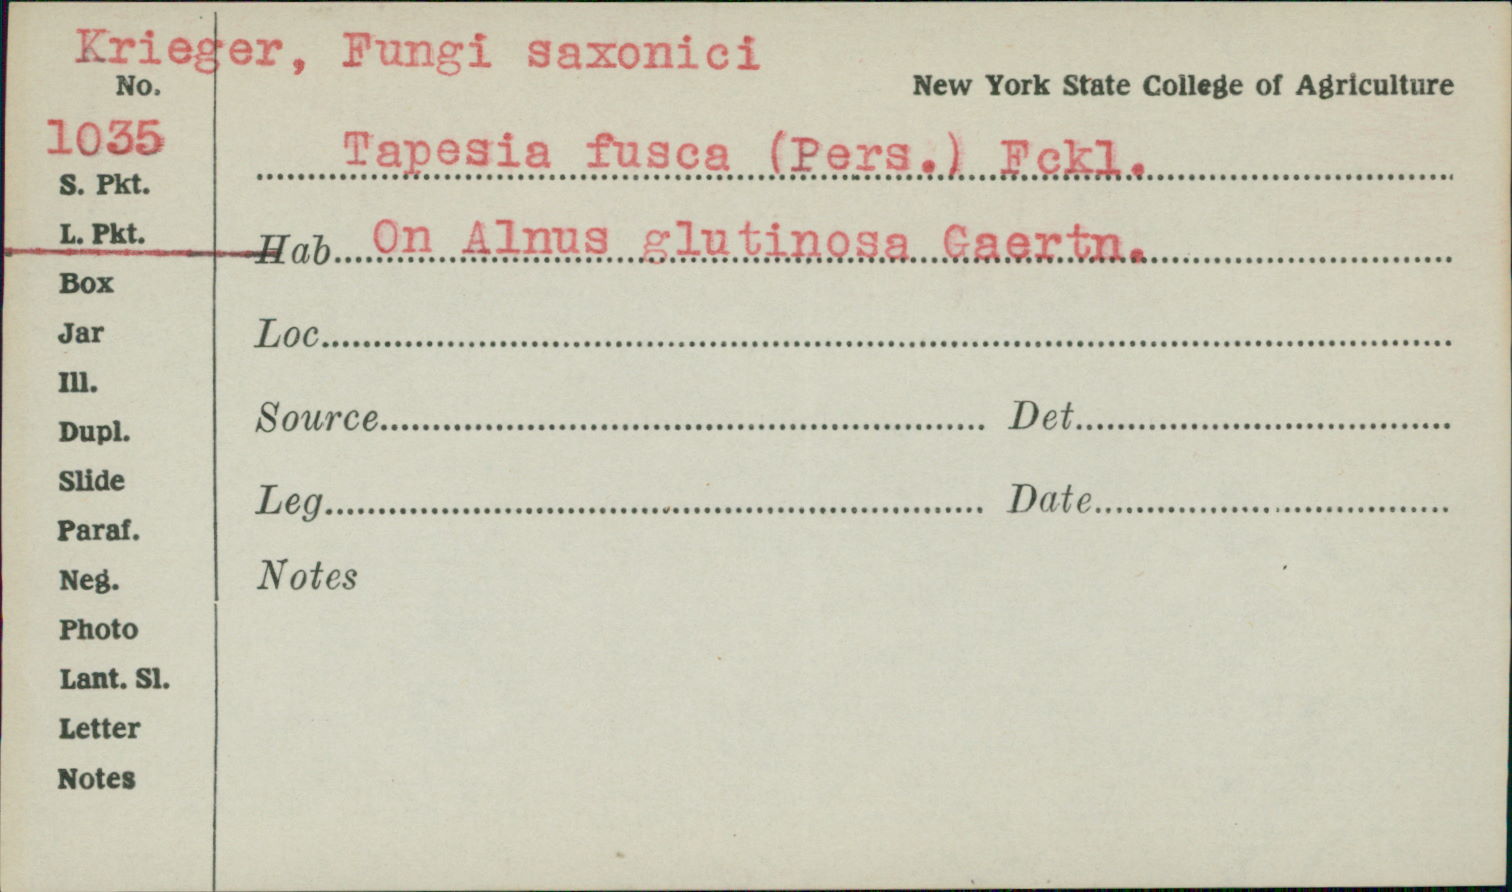 Krieger, Fungi saxonici
No.
New York State College of Agriculture
1035
Tapesia fusca (Pers.) Fckl.
S. Pkt.
L. Pkt.
Hab. On Alnus glutinosa Gaertn.
Box
Loc.
Jar
Ill.
Source Det.
Dupl.
Slide
Leg. Date
Paraf.
Neg.
Notes
Photo
Lant. Sl.
Letter
Notes